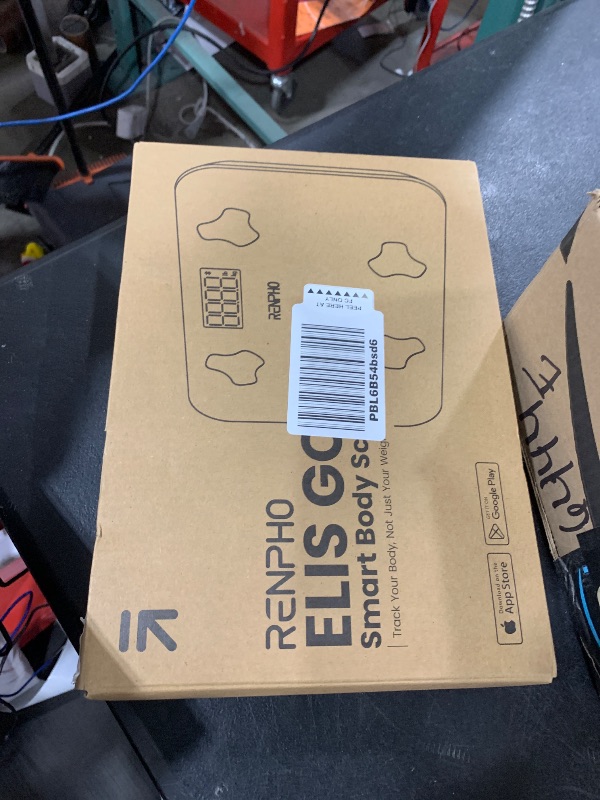 RENPHO
ELIS GO
Smart Body Sc
Track Your Body, Not Just Your Weig
Download on the
App Store
GET IT ON
Google Play
RENPHO
PEEL HERE AT
FC ONLY
PBL6B54bsd6